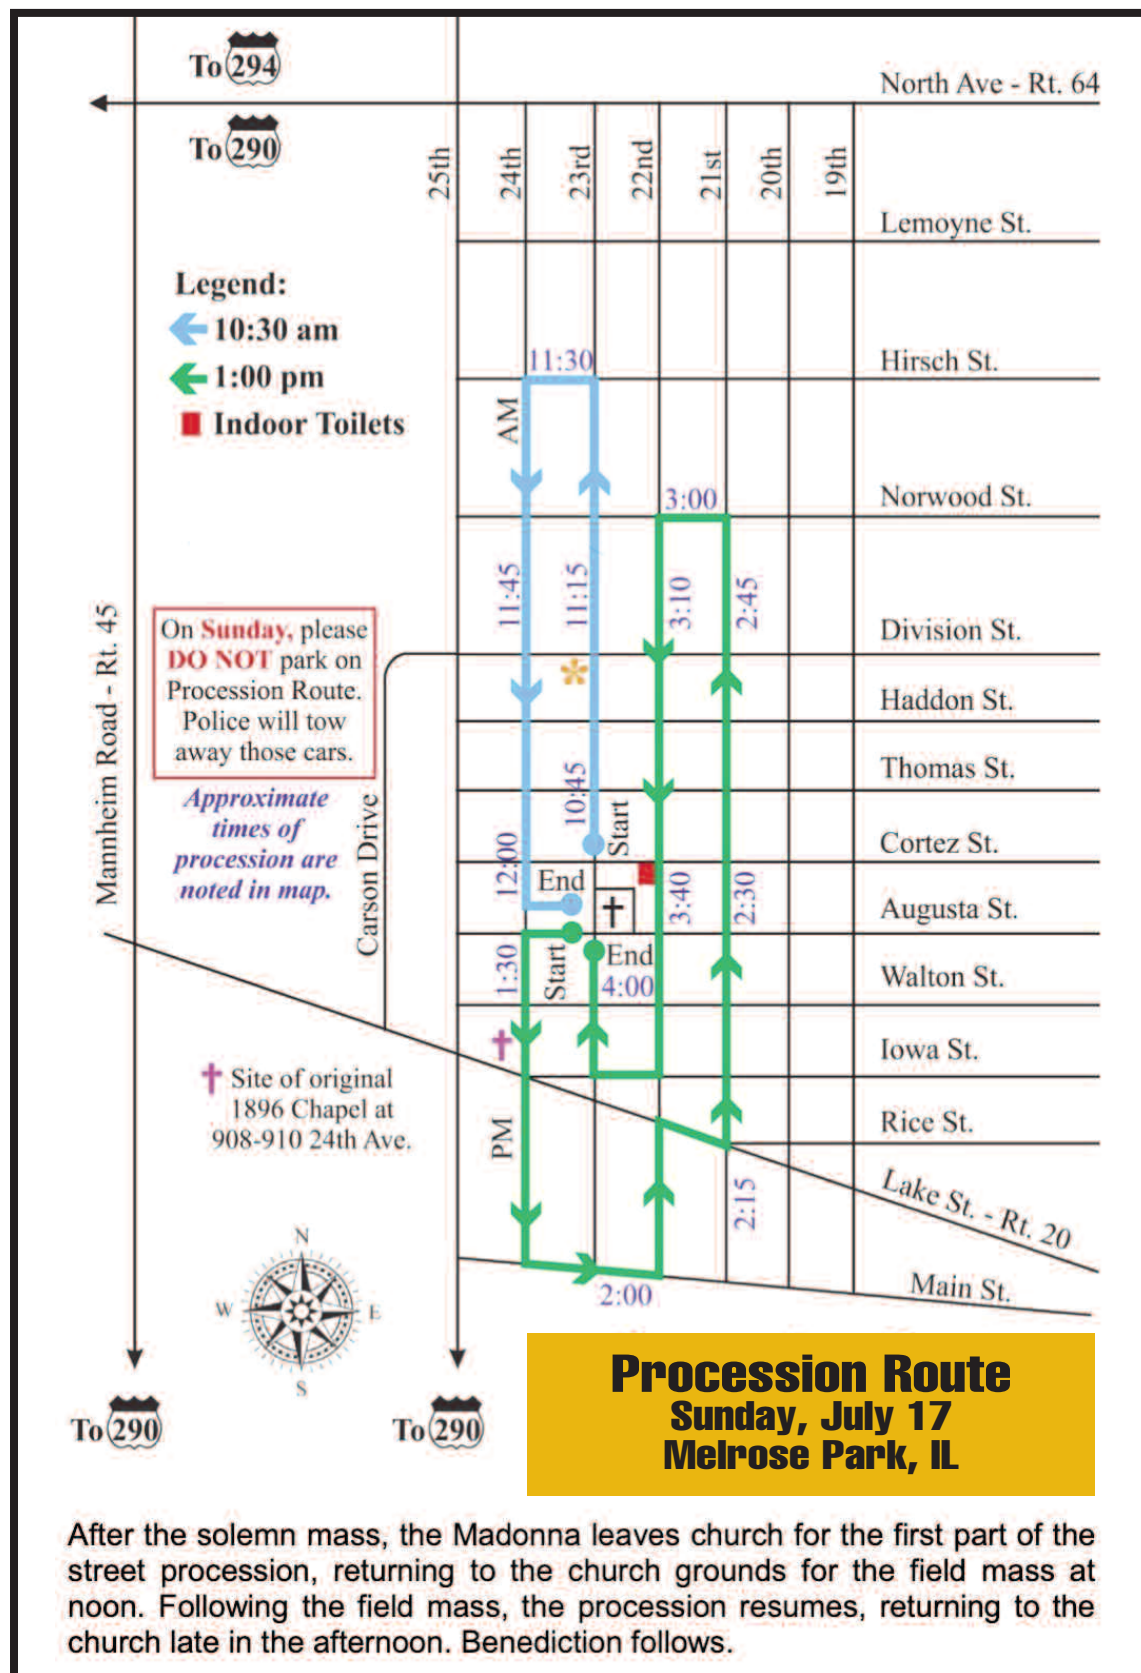 To 294
North Ave - Rt. 64
To 290
25th
24th
23rd
22nd
21st
20th
19th
Lemoyne St.
Legend:
10:30 am
1:00 pm
Indoor Toilets
11:30
Hirsch St.
AM
3:00
Norwood St.
11:45
11:15
3:10
2:45
Division St.
Mannheim Road - Rt. 45
On Sunday, please
DO NOT park on
Procession Route.
Police will tow
away those cars.
Haddon St.
Approximate
times of
procession are
noted in map.
Carson Drive
Thomas St.
10:45
Start
Cortez St.
12:00
End
3:40
2:30
Augusta St.
1:30
Start
End
4:00
Walton St.
Iowa St.
Site of original
1896 Chapel at
908-910 24th Ave.
PM
Rice St.
2:15
Lake St. - Rt. 20
N
W
E
S
2:00
Main St.
To 290
To 290
Procession Route
Sunday, July 17
Melrose Park, IL
After the solemn mass, the Madonna leaves church for the first part of the
street procession, returning to the church grounds for the field mass at
noon. Following the field mass, the procession resumes, returning to the
church late in the afternoon. Benediction follows.